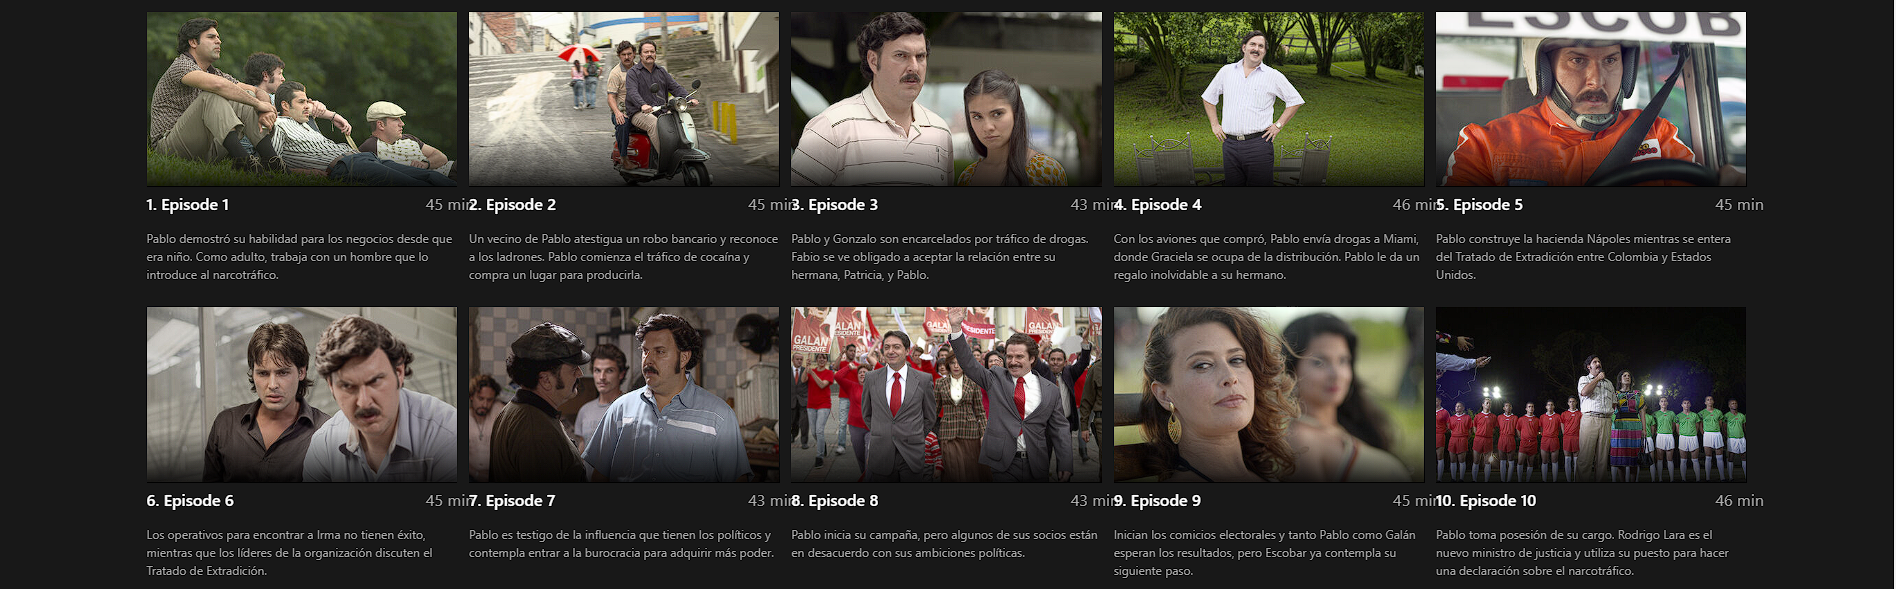 ESCOB
1. Episode 1 45 min
Pablo demostró su habilidad para los negocios desde que
era niño. Como adulto, trabaja con un hombre que lo
introduce al narcotráfico.
2. Episode 2 45 min
Un vecino de Pablo atestigua un robo bancario y reconoce
a los ladrones. Pablo comienza el tráfico de cocaína y
compra un lugar para producirla.
3. Episode 3 43 min
Pablo y Gonzalo son encarcelados por tráfico de drogas.
Fabio se ve obligado a aceptar la relación entre su
hermana, Patricia, y Pablo.
4. Episode 4 46 min
Con los aviones que compró, Pablo envía drogas a Miami,
donde Graciela se ocupa de la distribución. Pablo le da un
regalo inolvidable a su hermano.
5. Episode 5 45 min
Pablo construye la hacienda Nápoles mientras se entera
del Tratado de Extradición entre Colombia y Estados
Unidos.
GALAN
PRESIDENTE
ALAN
SIDENTE
GALA
PRESIDENTE
GALAN
PRESIDENTE
6. Episode 6 45 min
Los operativos para encontrar a Irma no tienen éxito,
mientras que los líderes de la organización discuten el
Tratado de Extradición.
7. Episode 7 43 min
Pablo es testigo de la influencia que tienen los políticos y
contempla entrar a la burocracia para adquirir más poder.
8. Episode 8 43 min
Pablo inicia su campaña, pero algunos de sus socios están
en desacuerdo con sus ambiciones políticas.
9. Episode 9 45 min
Inician los comicios electorales y tanto Pablo como Galán
esperan los resultados, pero Escobar ya contempla su
siguiente paso.
10. Episode 10 46 min
Pablo toma posesión de su cargo. Rodrigo Lara es el
nuevo ministro de justicia y utiliza su puesto para hacer
una declaración sobre el narcotráfico.